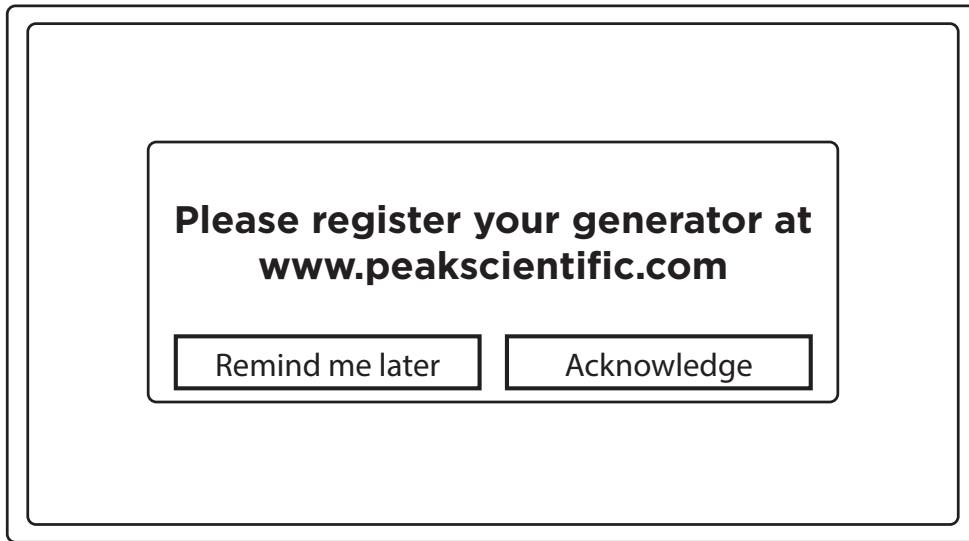 Please register your generator at
www.peakscientific.com
Remind me later
Acknowledge